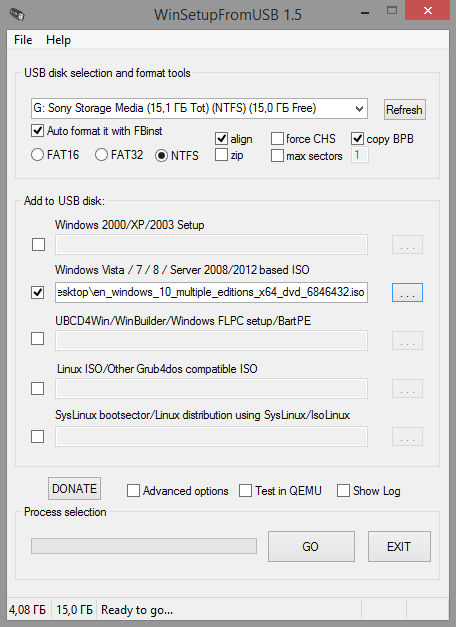 WinSetupFromUSB 1.5
File Help
USB disk selection and format tools
G: Sony Storage Media (15,1 ГБ Tot) (NTFS) (15,0 ГБ Free)
Refresh
Auto format it with FBinst
align
force CHS
copy BPB
FAT16
FAT32
NTFS
zip
max sectors
1
Add to USB disk:
Windows 2000/XP/2003 Setup
...
Windows Vista / 7 / 8 / Server 2008/2012 based ISO
esktop\en_windows_10_multiple_editions_x64_dvd_6846432.iso
...
UBCD4Win/WinBuilder/Windows FLPC setup/BartPE
...
Linux ISO/Other Grub4dos compatible ISO
...
SysLinux bootsector/Linux distribution using SysLinux/IsoLinux
...
DONATE
Advanced options
Test in QEMU
Show Log
Process selection
GO
EXIT
4,08 ГБ
15,0 ГБ
Ready to go...